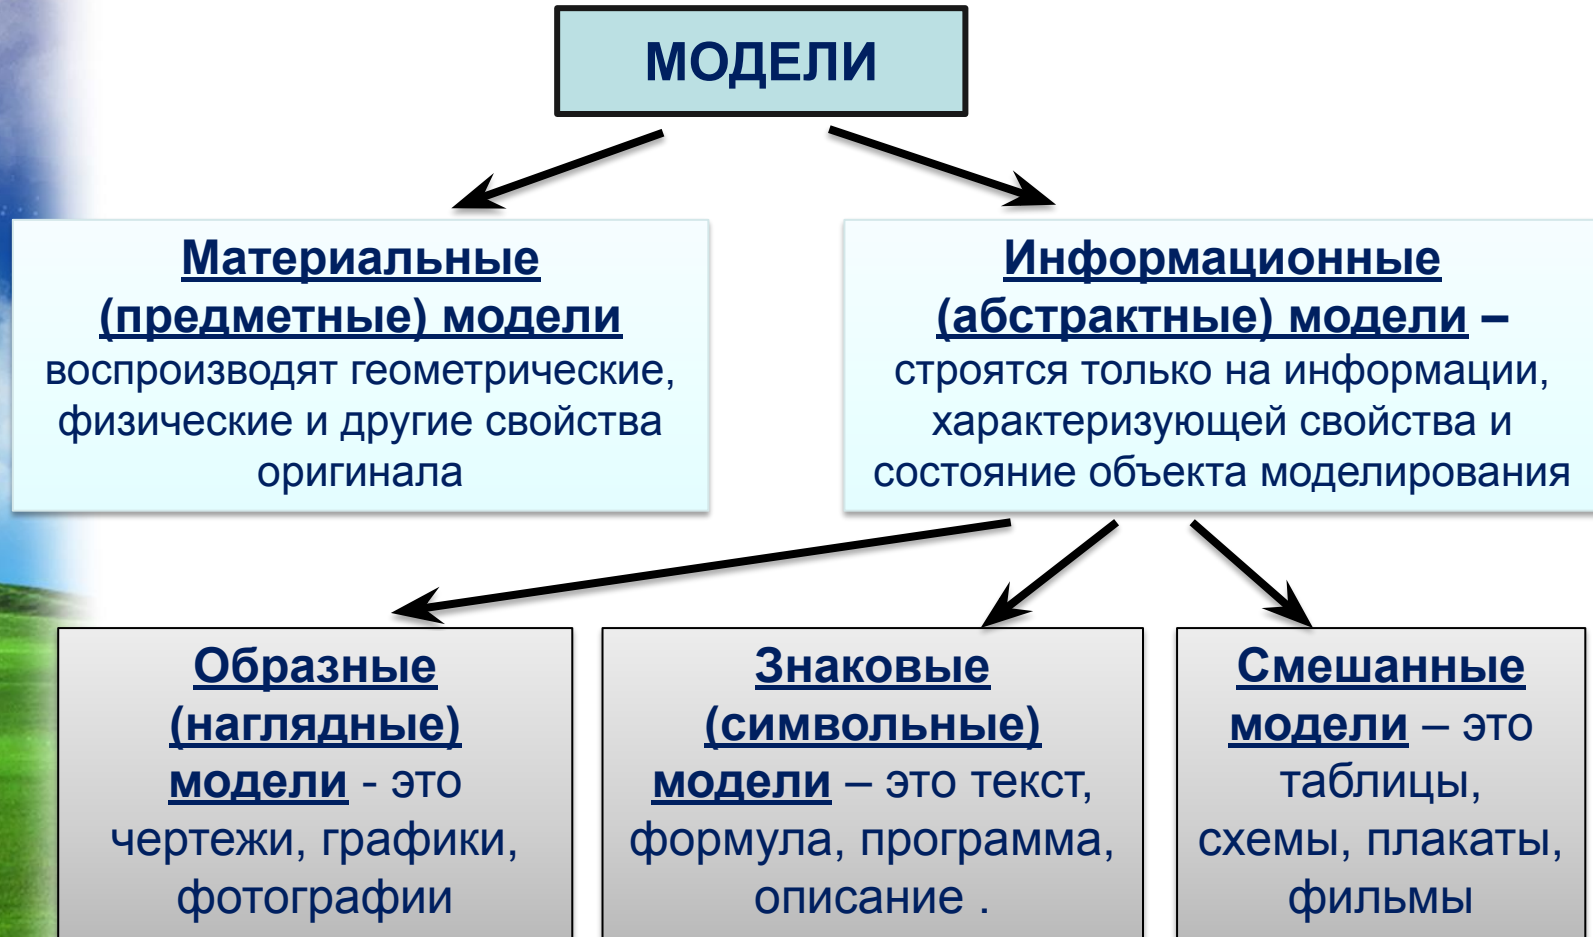 МОДЕЛИ
Материальные
(предметные) модели
воспроизводят геометрические,
физические и другие свойства
оригинала
Информационные
(абстрактные) модели –
строятся только на информации,
характеризующей свойства и
состояние объекта моделирования
Образные
(наглядные)
модели - это
чертежи, графики,
фотографии
Знаковые
(символьные)
модели – это текст,
формула, программа,
описание .
Смешанные
модели – это
таблицы,
схемы, плакаты,
фильмы